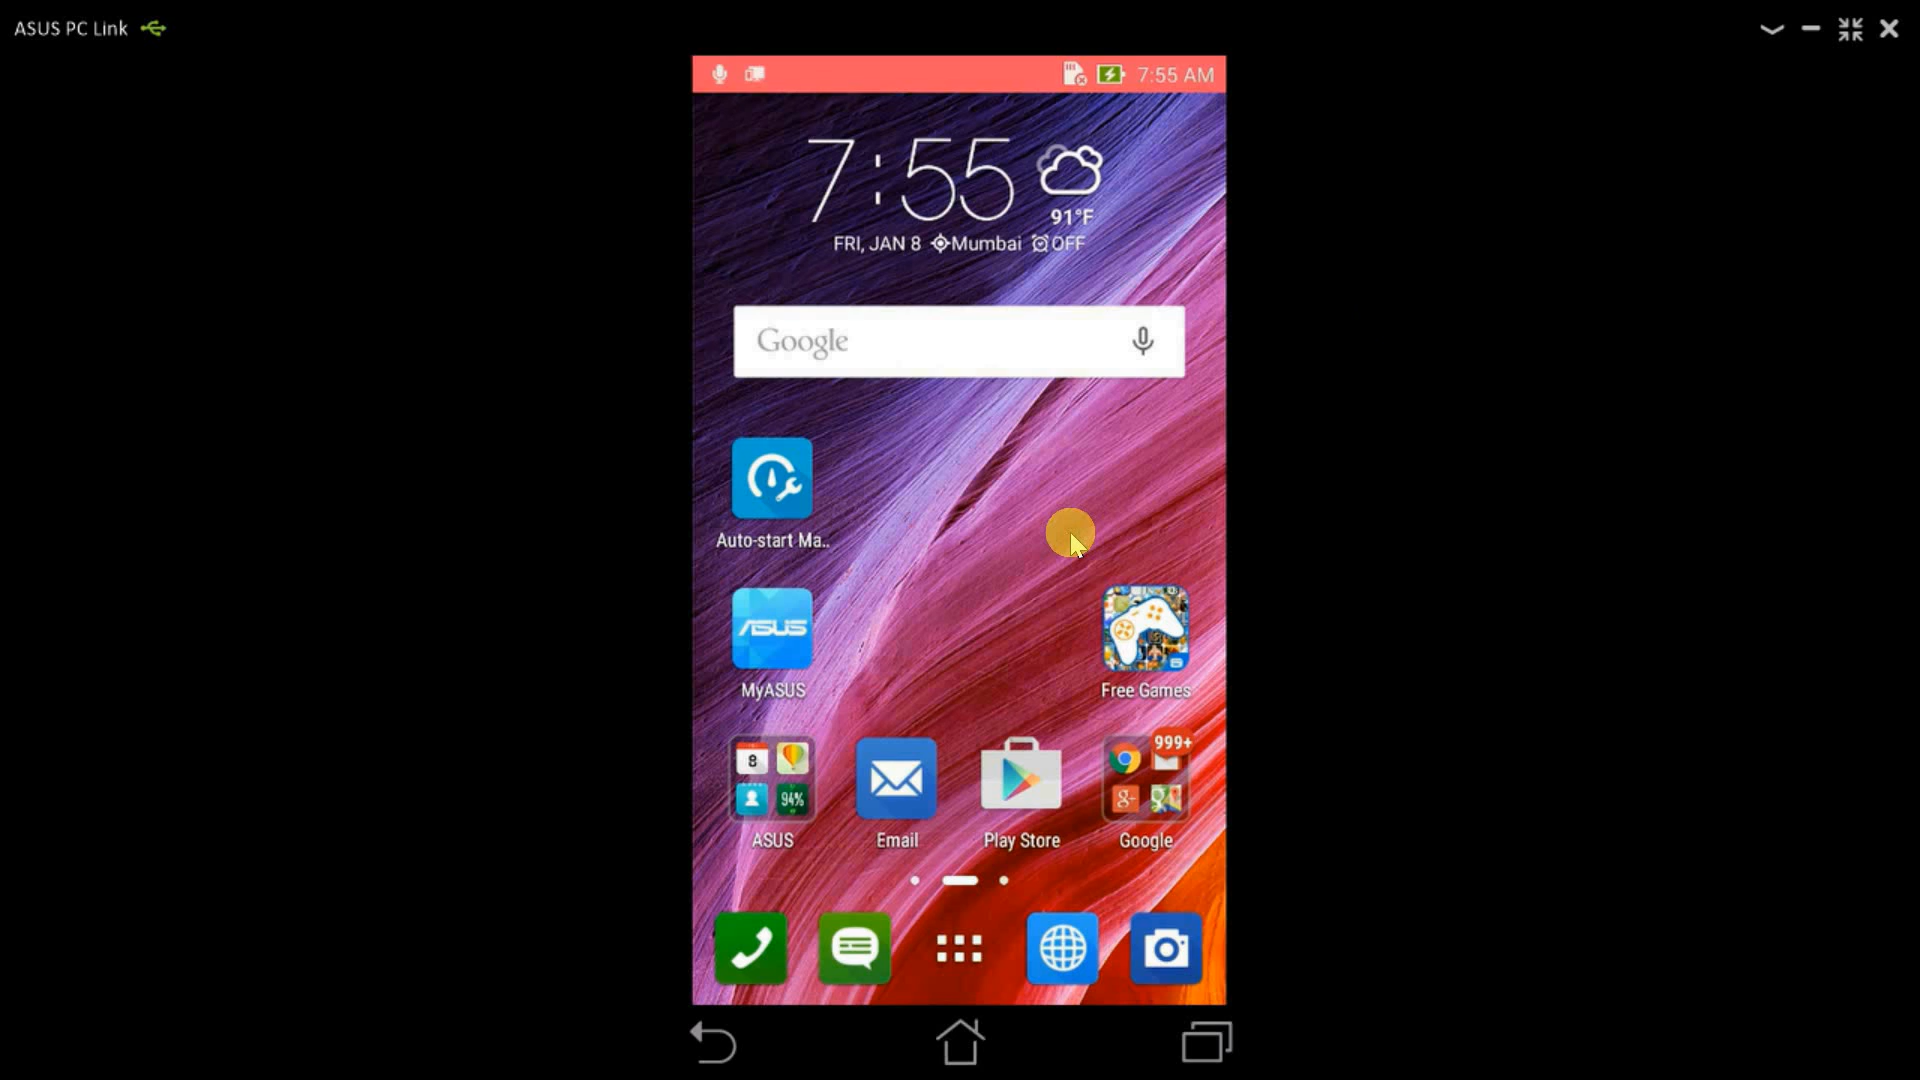 ASUS PC Link
7:55 AM
7:55
91°F
FRI, JAN 8 Mumbai OFF
Google
Auto-start Ma..
ASUS
MyASUS
Free Games
8
94%
999+
g+
ASUS
Email
Play Store
Google